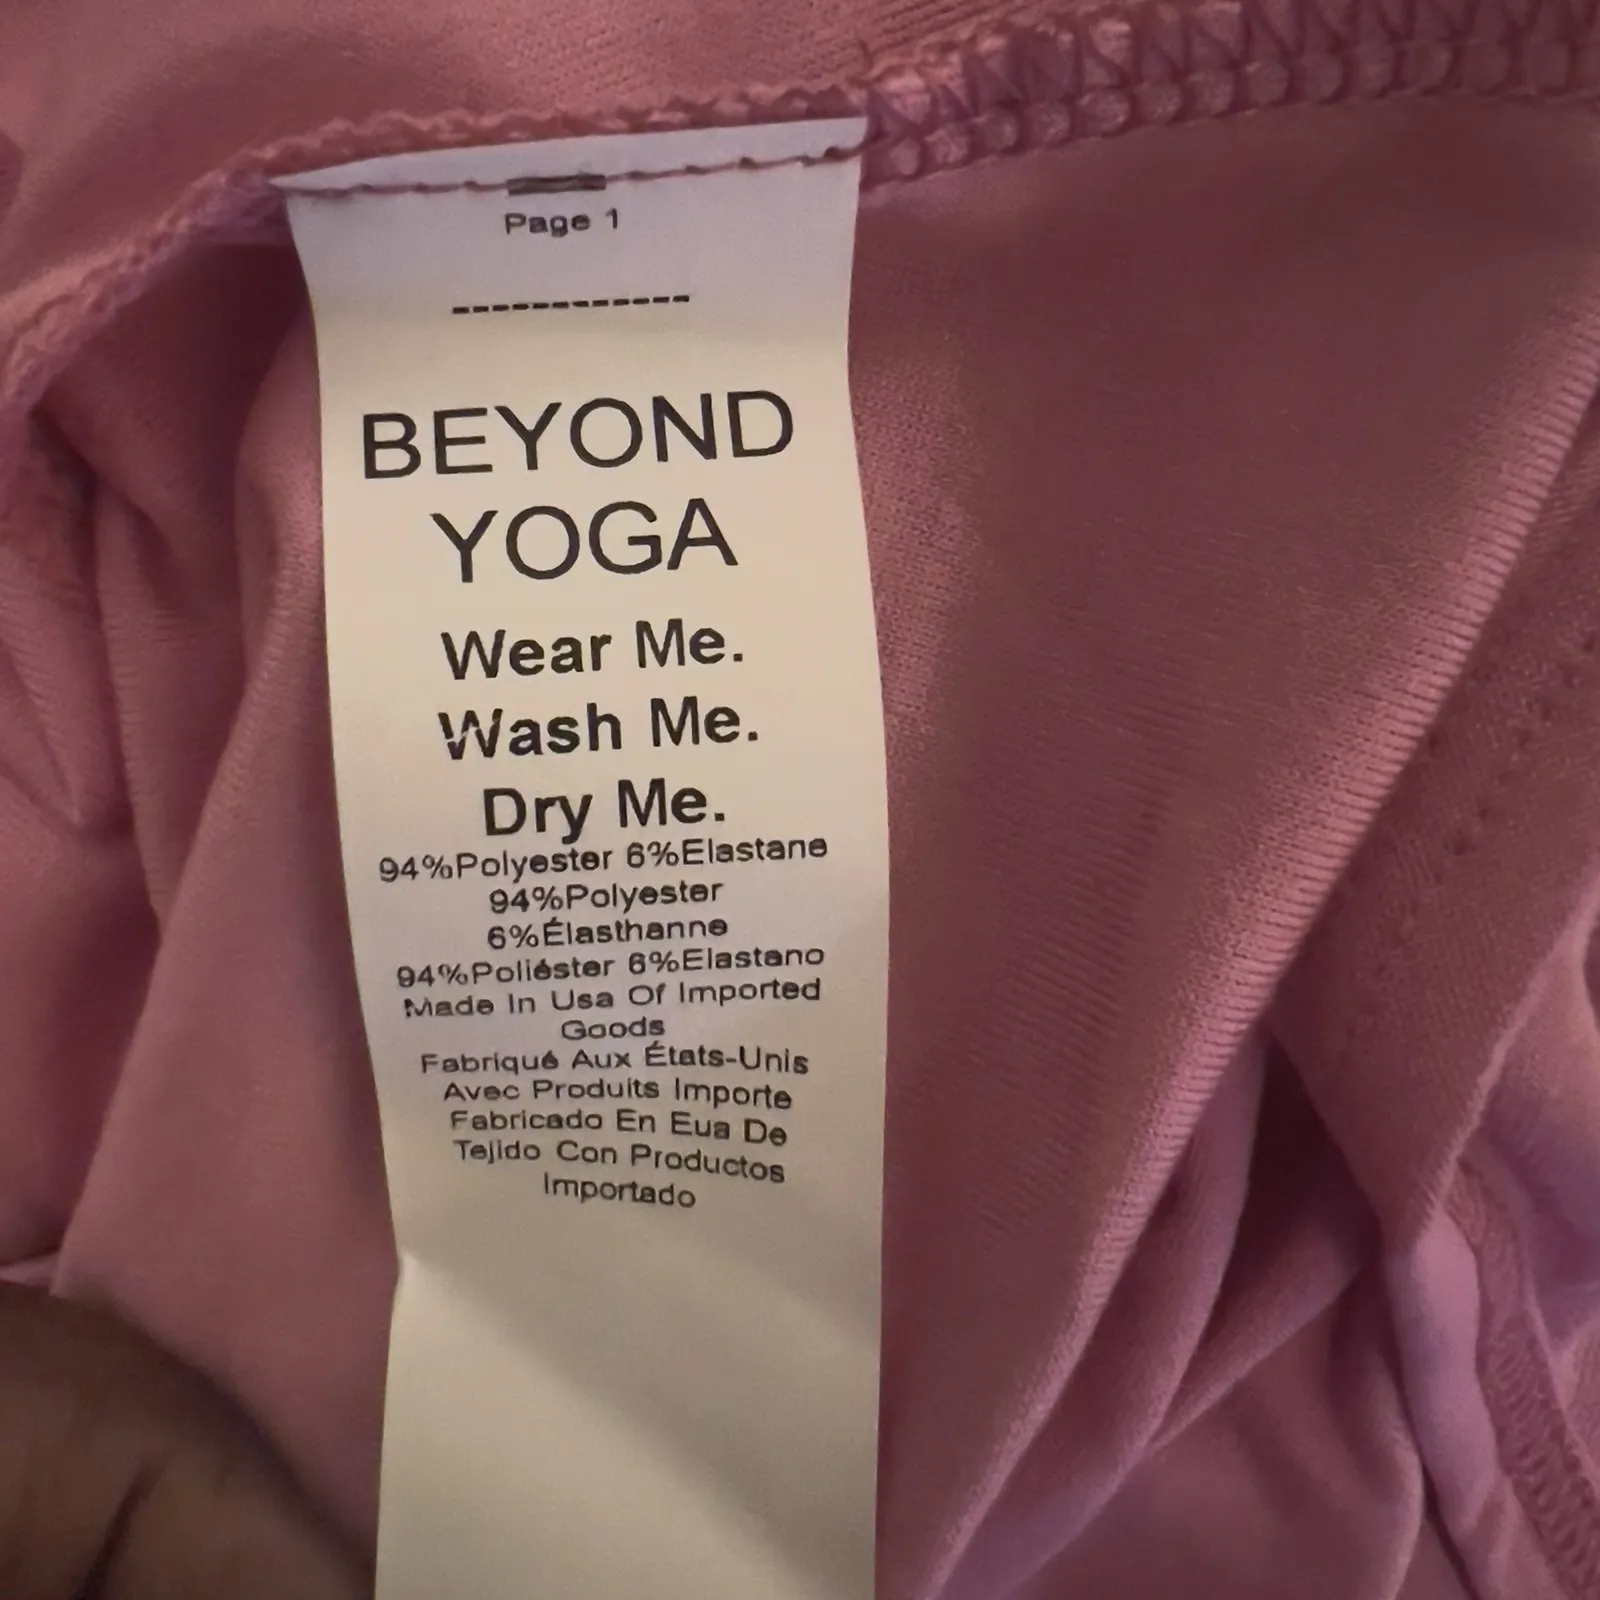 Page 1
------------
BEYOND
YOGA
Wear Me.
Wash Me.
Dry Me.
94%Polyester 6%Elastane
94%Polyester
6%Élasthanne
94%Poliéster 6%Elastano
Made In Usa Of Imported
Goods
Fabriqué Aux États-Unis
Avec Produits Importe
Fabricado En Eua De
Tejido Con Productos
Importado